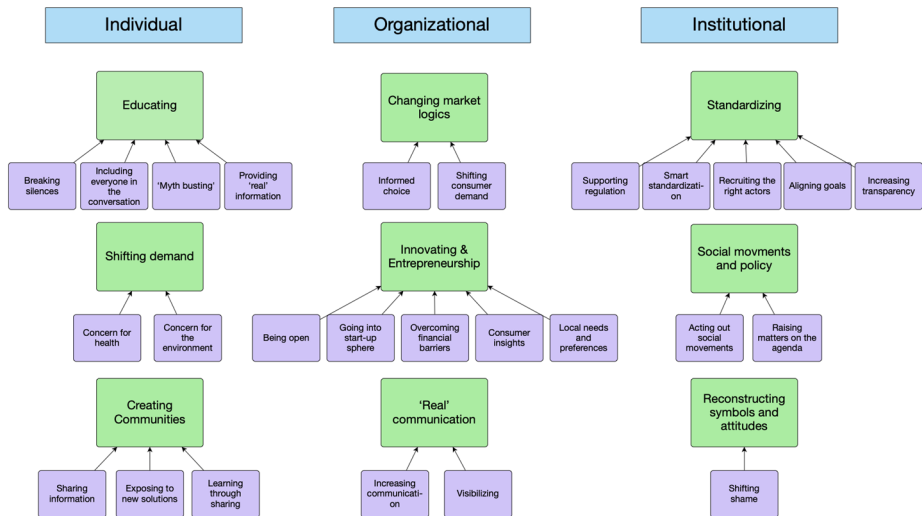 Individual
Organizational
Institutional
Educating
Changing market
logics
Standardizing
Breaking
silences
Including
everyone in
the
conversation
'Myth busting'
Providing
'real'
information
Informed
choice
Shifting
consumer
demand
Supporting
regulation
Smart
standardizati-
on
Recruiting the
right actors
Aligning goals
Increasing
transparency
Shifting demand
Innovating &
Entrepreneurship
Social movments
and policy
Concern for
health
Concern for
the
environment
Being open
Going into
start-up
sphere
Overcoming
financial
barriers
Consumer
insights
Local needs
and
preferences
Acting out
social
movements
Raising
matters on the
agenda
Creating
Communities
'Real'
communication
Reconstructing
symbols and
attitudes
Sharing
information
Exposing to
new solutions
Learning
through
sharing
Increasing
communicati-
on
Visibilizing
Shifting
shame